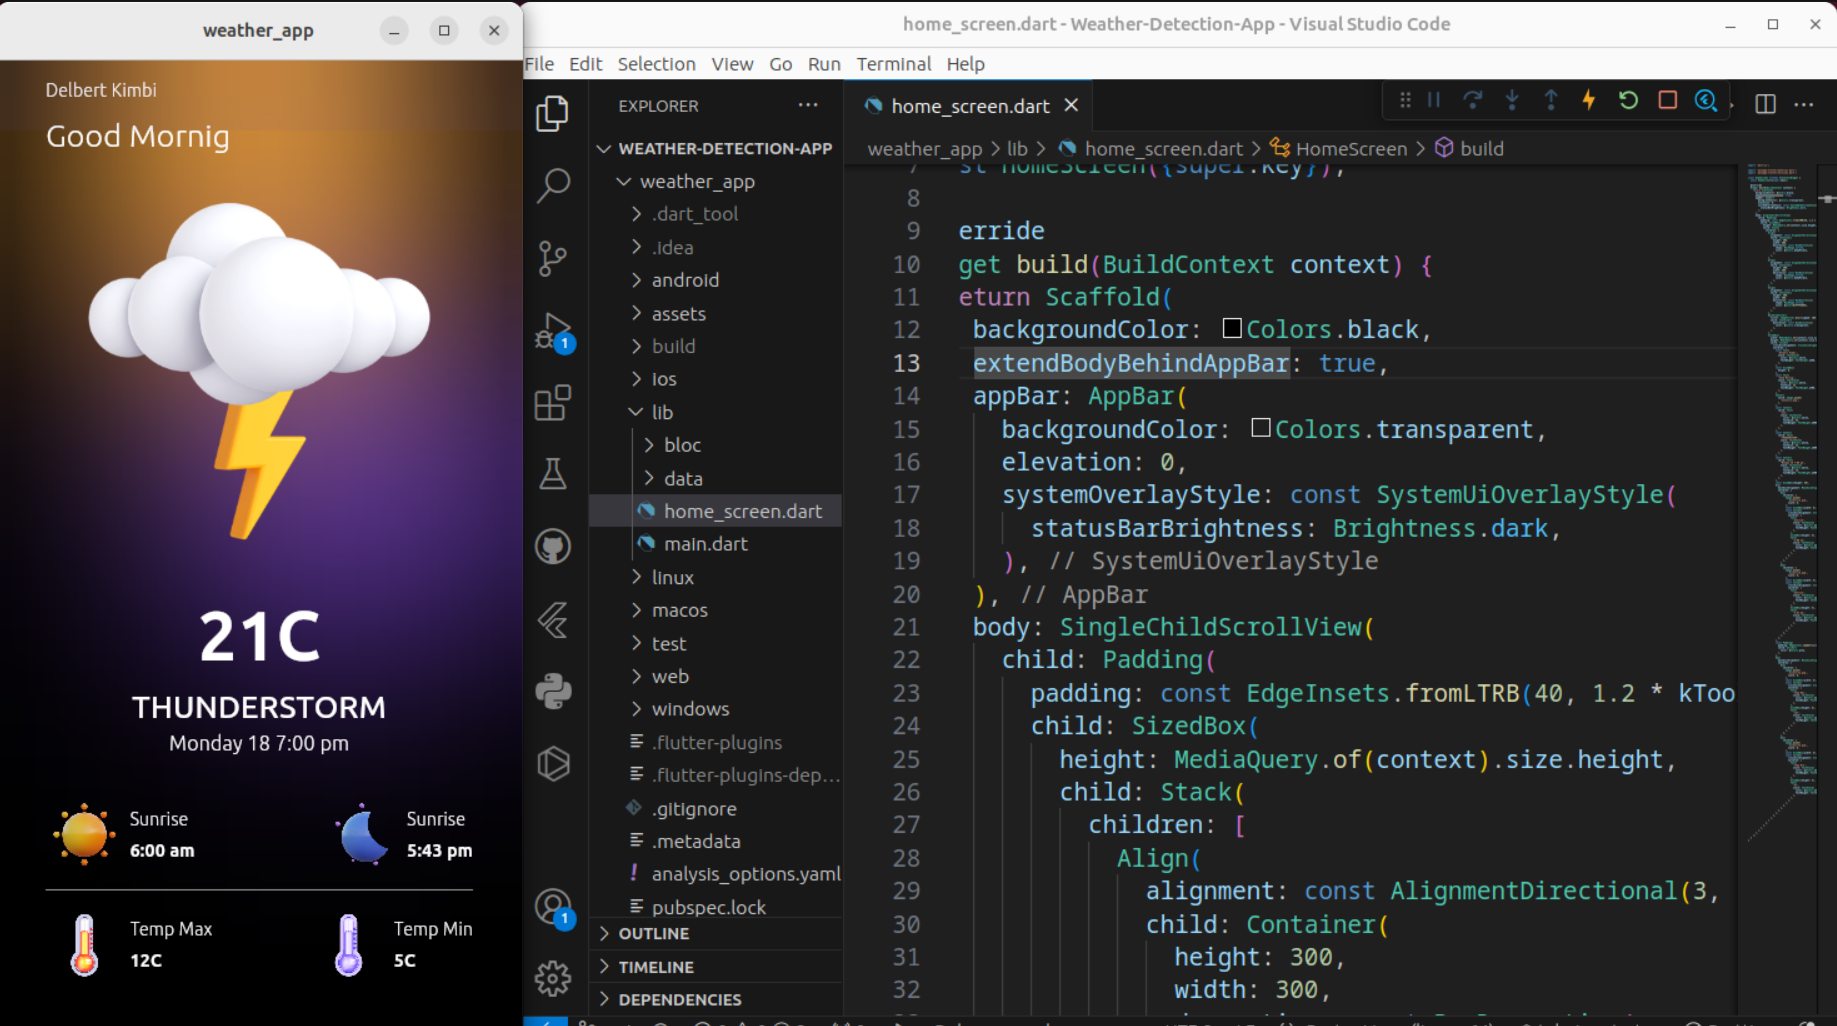 weather_app
Delbert Kimbi
Good Mornig
21C
THUNDERSTORM
Monday 18 7:00 pm
Sunrise
6:00 am
Sunrise
5:43 pm
Temp Max
12C
Temp Min
5C
home_screen.dart - Weather-Detection-App - Visual Studio Code
File Edit Selection View Go Run Terminal Help
EXPLORER
WEATHER-DETECTION-APP
weather_app
.dart_tool
.idea
android
assets
build
ios
lib
bloc
data
home_screen.dart
main.dart
linux
macos
test
web
windows
.flutter-plugins
.flutter-plugins-dep...
.gitignore
.metadata
analysis_options.yaml
pubspec.lock
OUTLINE
TIMELINE
DEPENDENCIES
1
1
home_screen.dart
weather_app > lib > home_screen.dart > HomeScreen > build
7 st HomeScreen({super.key});
8
9 erride
10 get build(BuildContext context) {
11 eturn Scaffold(
12 backgroundColor: Colors.black,
13 extendBodyBehindAppBar: true,
14 appBar: AppBar(
15 backgroundColor: Colors.transparent,
16 elevation: 0,
17 systemOverlayStyle: const SystemUiOverlayStyle(
18 statusBarBrightness: Brightness.dark,
19 ), // SystemUiOverlayStyle
20 ), // AppBar
21 body: SingleChildScrollView(
22 child: Padding(
23 padding: const EdgeInsets.fromLTRB(40, 1.2 * kToo
24 child: SizedBox(
25 height: MediaQuery.of(context).size.height,
26 child: Stack(
27 children: [
28 Align(
29 alignment: const AlignmentDirectional(3,
30 child: Container(
31 height: 300,
32 width: 300,